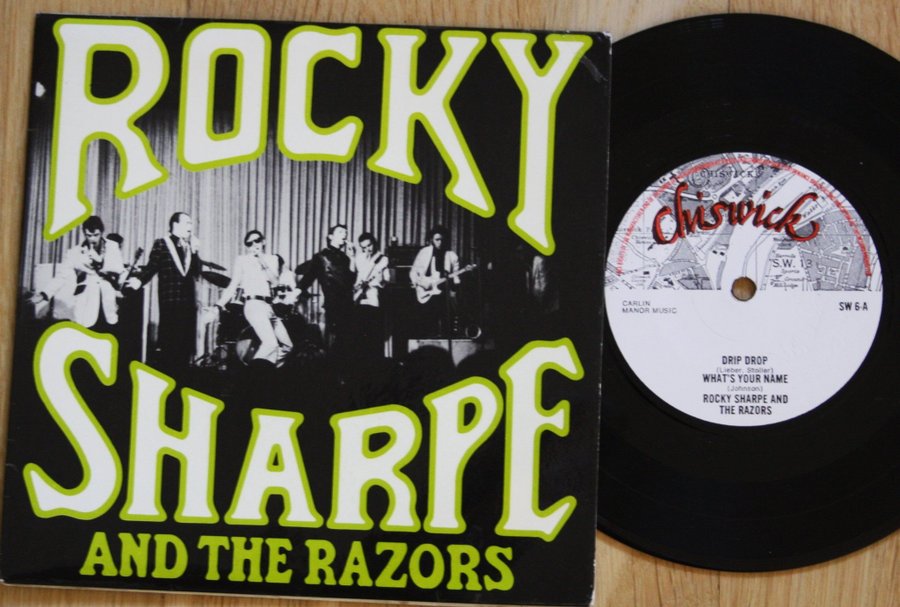 ROCKY
SHARPE
AND THE RAZORS
CHISWICK
chiswick
S.W. 13
CARLIN
MANOR MUSIC
SW 6-A
DRIP DROP
(Lieber, Stoller)
WHAT'S YOUR NAME
(Johnson)
ROCKY SHARPE AND
THE RAZORS